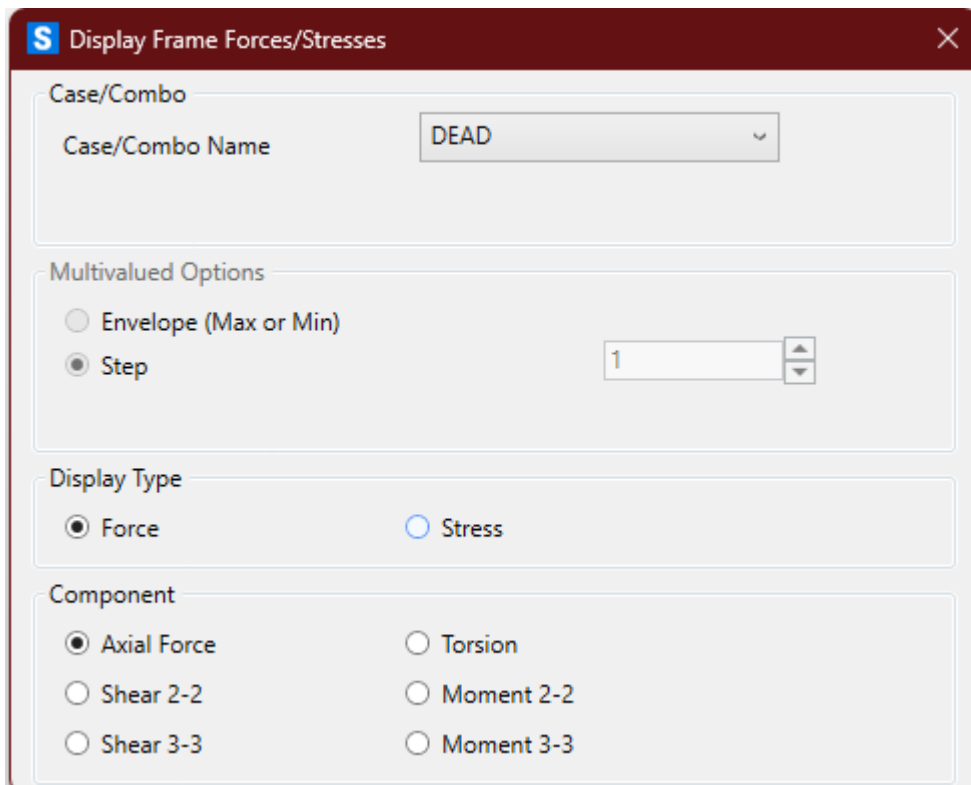 S Display Frame Forces/Stresses
Case/Combo
Case/Combo Name DEAD
Multivalued Options
Envelope (Max or Min)
Step 1
Display Type
Force Stress
Component
Axial Force Torsion
Shear 2-2 Moment 2-2
Shear 3-3 Moment 3-3